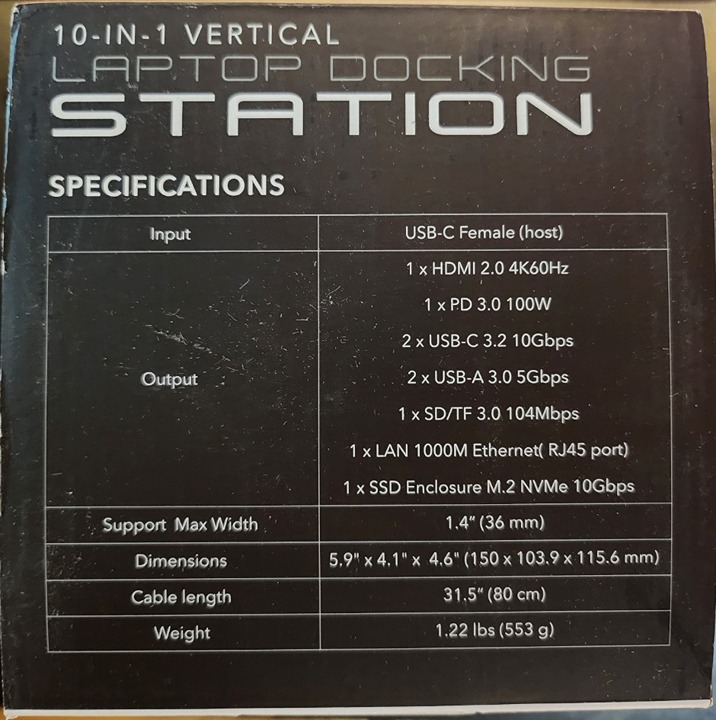 10-IN-1 VERTICAL
LAPTOP DOCKING
STATION
SPECIFICATIONS
Input USB-C Female (host)
Output 1 x HDMI 2.0 4K60Hz
1 x PD 3.0 100W
2 x USB-C 3.2 10Gbps
2 x USB-A 3.0 5Gbps
1 x SD/TF 3.0 104Mbps
1 x LAN 1000M Ethernet( RJ45 port)
1 x SSD Enclosure M.2 NVMe 10Gbps
Support Max Width 1.4" (36 mm)
Dimensions 5.9" x 4.1" x 4.6" (150 x 103.9 x 115.6 mm)
Cable length 31.5" (80 cm)
Weight 1.22 lbs (553 g)